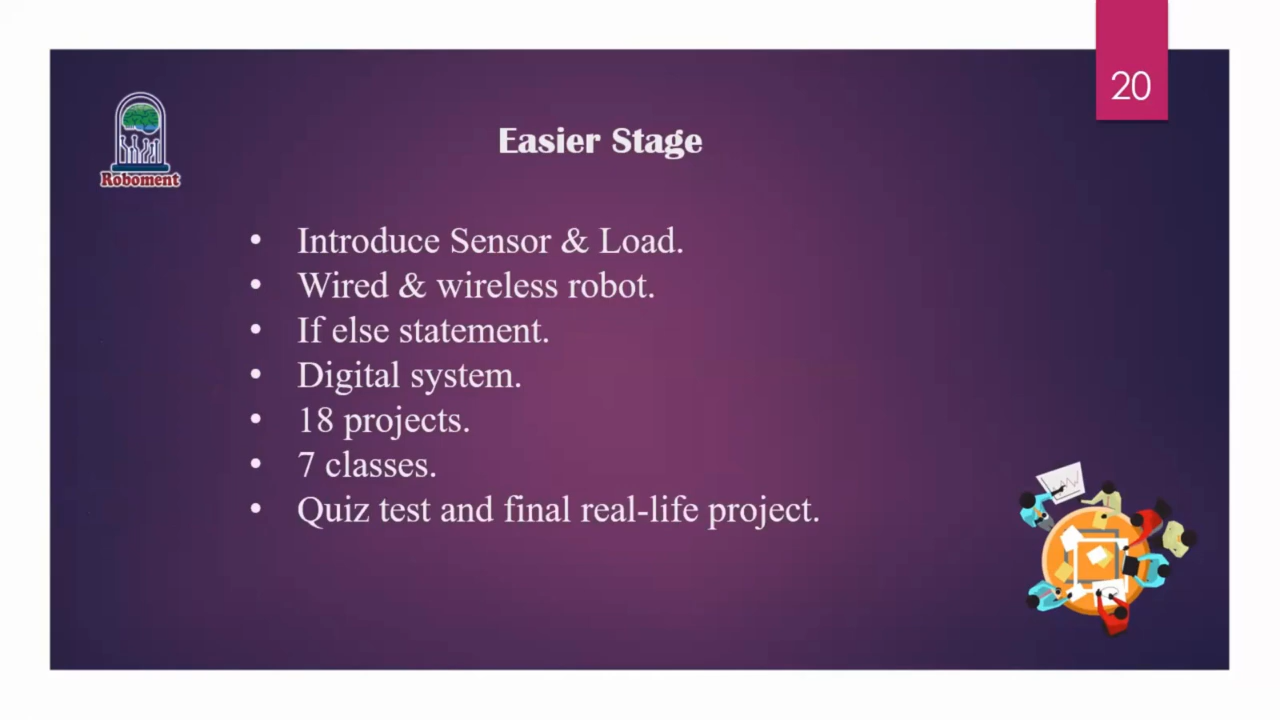 20
Roboment
Easier Stage
• Introduce Sensor & Load.
• Wired & wireless robot.
• If else statement.
• Digital system.
• 18 projects.
• 7 classes.
• Quiz test and final real-life project.